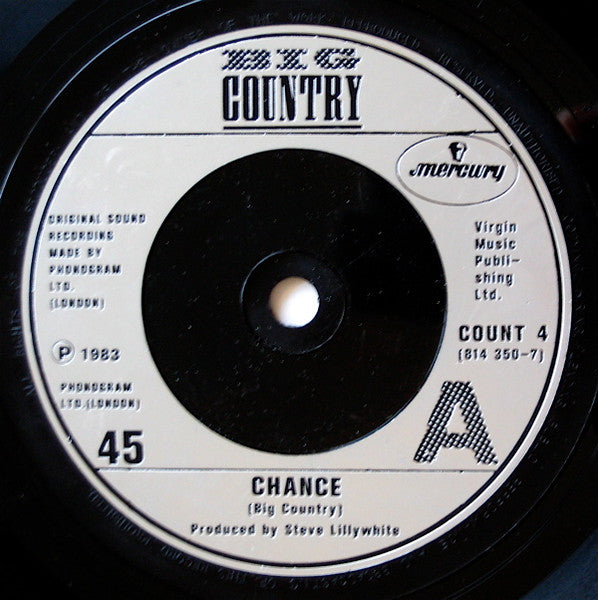 BIG
COUNTRY
mercury
ORIGINAL SOUND
RECORDING
MADE BY
PHONOGRAM
LTD.
(LONDON)
Ⓟ 1983
PHONOGRAM
LTD.(LONDON)
45
Virgin
Music
Publi-
shing
Ltd.
COUNT 4
(814 350-7)
A
CHANCE
(Big Country)
Produced by Steve Lillywhite